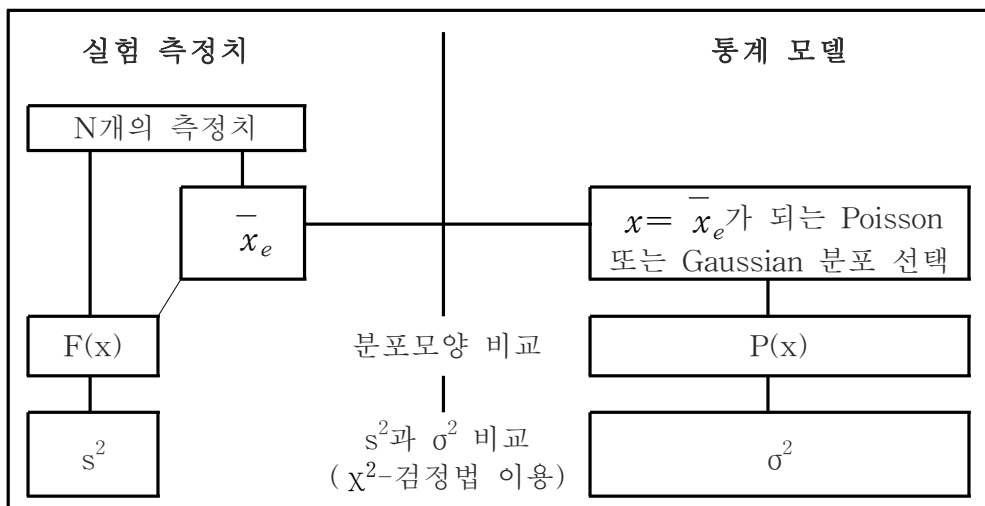 실험 측정치
통계 모델
N개의 측정치
x̄ₑ
x= x̄ₑ가 되는 Poisson
또는 Gaussian 분포 선택
F(x)
분포모양 비교
P(x)
s²
s²과 σ² 비교
(χ²-검정법 이용)
σ²